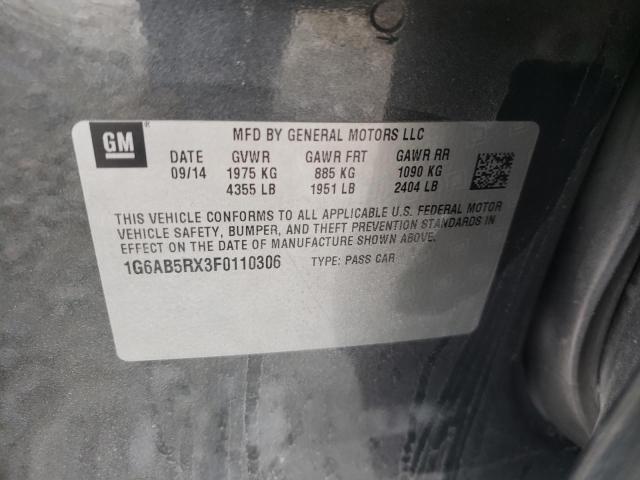 GM ®
MFD BY GENERAL MOTORS LLC
DATE GVWR GAWR FRT GAWR RR
09/14 1975 KG 885 KG 1090 KG
4355 LB 1951 LB 2404 LB
THIS VEHICLE CONFORMS TO ALL APPLICABLE U.S. FEDERAL MOTOR
VEHICLE SAFETY, BUMPER, AND THEFT PREVENTION STANDARDS IN
EFFECT ON THE DATE OF MANUFACTURE SHOWN ABOVE.
1G6AB5RX3F0110306 TYPE: PASS CAR